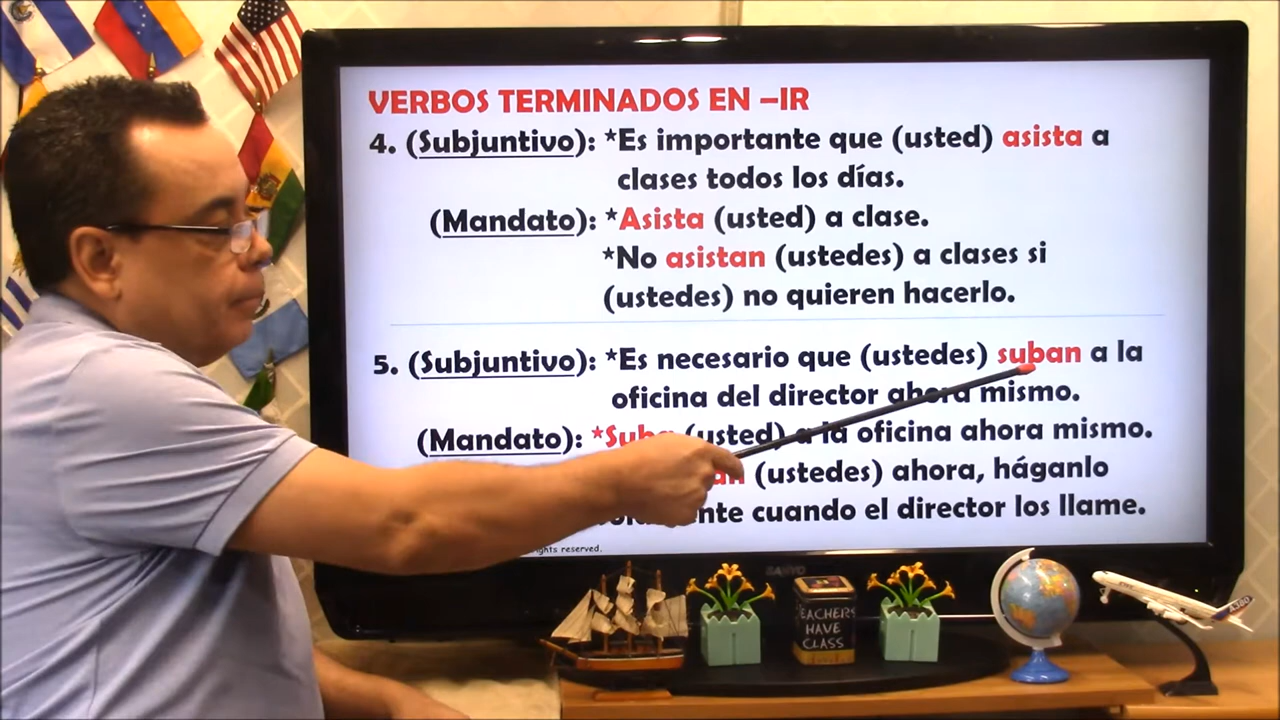 VERBOS TERMINADOS EN –IR
4. (Subjuntivo): *Es importante que (usted) asista a
clases todos los días.
(Mandato): *Asista (usted) a clase.
*No asistan (ustedes) a clases si
(ustedes) no quieren hacerlo.
5. (Subjuntivo): *Es necesario que (ustedes) suban a la
oficina del director ahora mismo.
(Mandato): *Suba (usted) a la oficina ahora mismo.
(ustedes) ahora, háganlo
cuando el director los llame.
reserved.
SANYO
TEACHERS
HAVE
CLASS
A380